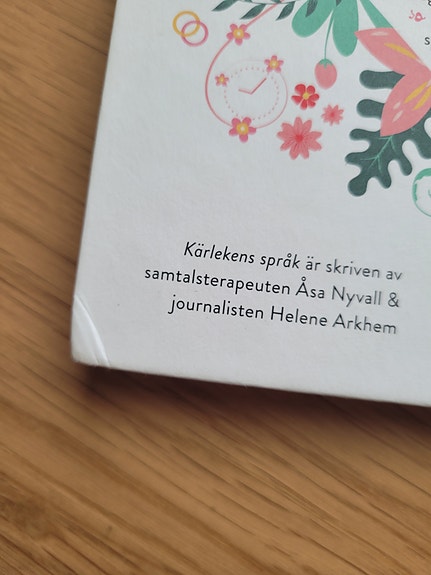 Kärlekens språk är skriven av
samtalsterapeuten Åsa Nyvall &
journalisten Helene Arkhem